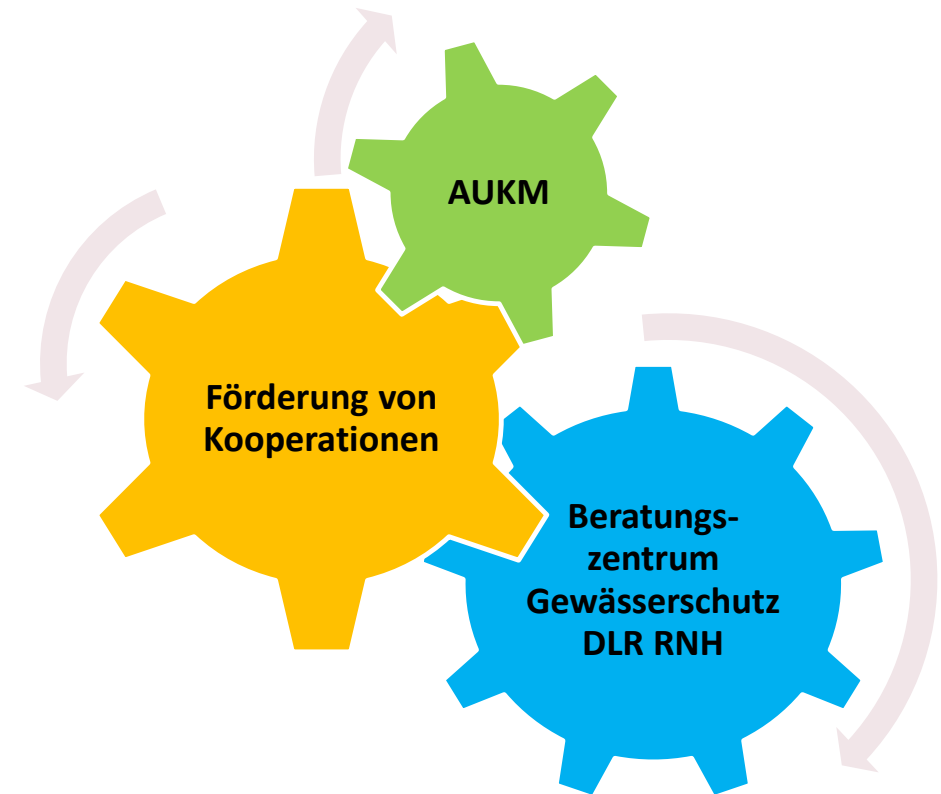 AUKM
Förderung von
Kooperationen
Beratungs-
zentrum
Gewässerschutz
DLR RNH